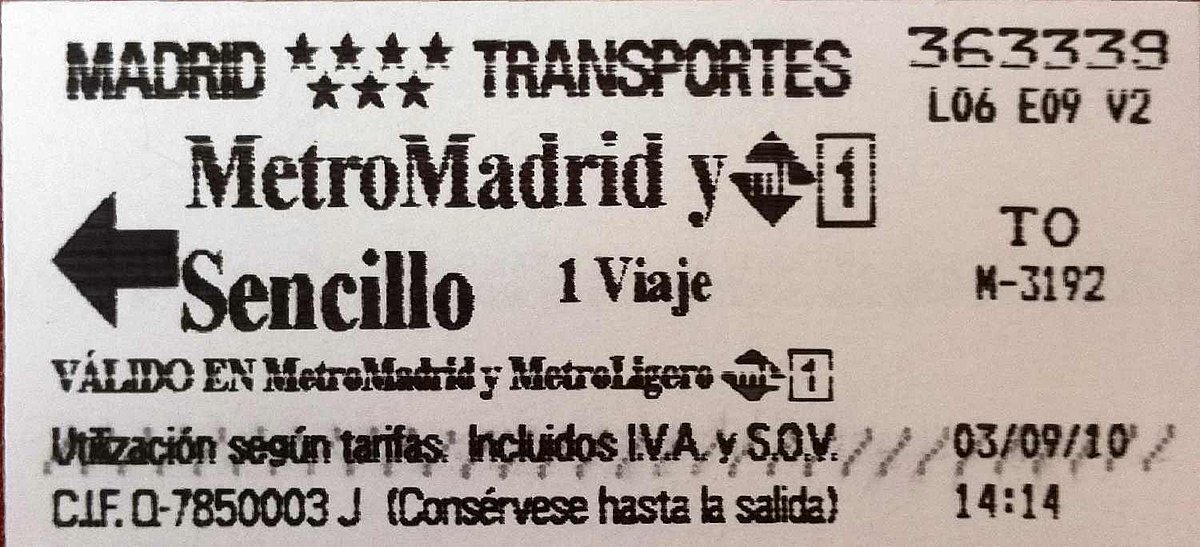 MADRID ★★★★★★★ TRANSPORTES
363339
L06 E09 V2
MetroMadrid y 1
TO
Sencillo 1 Viaje
M-3192
VÁLIDO EN MetroMadrid y MetroLigero 1
Utilización según tarifas. Incluidos I.V.A. y S.O.V. 03/09/10
C.I.F. Q-7850003 J (Consérvese hasta la salida) 14:14